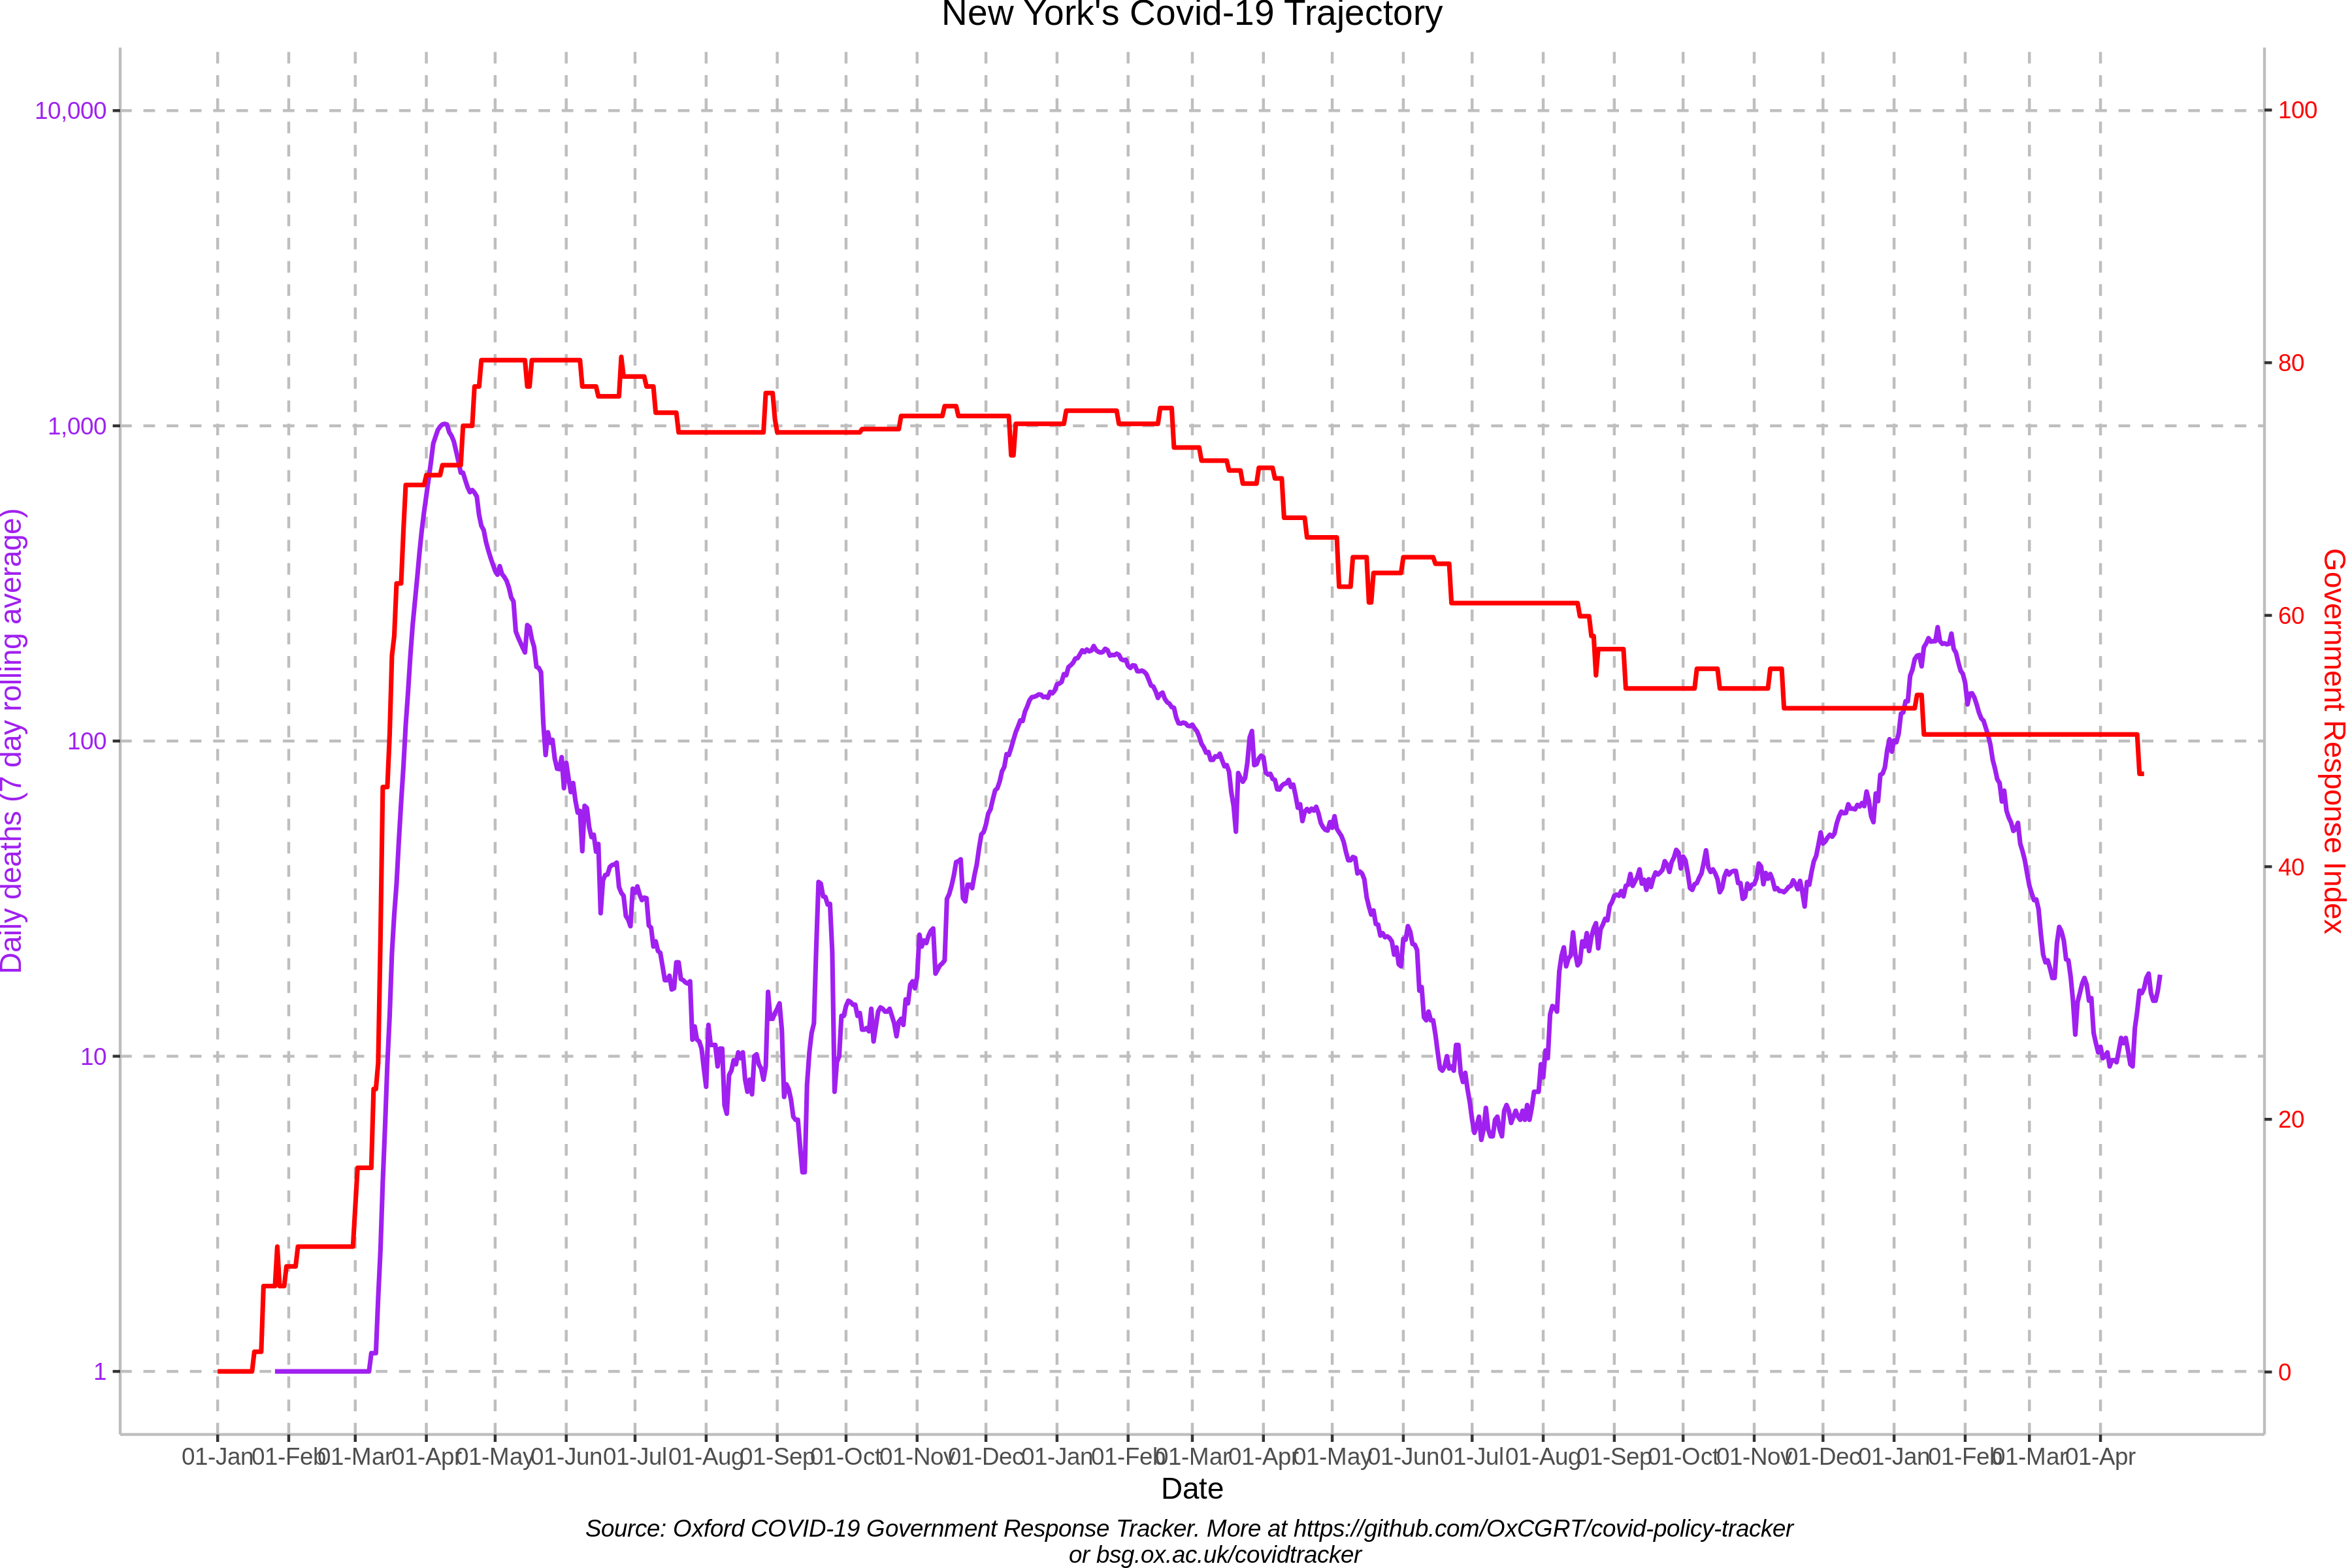 New York's Covid-19 Trajectory
10,000
1,000
100
10
1
Daily deaths (7 day rolling average)
100
80
60
40
20
0
Government Response Index
01-Jan 01-Feb 01-Mar 01-Apr 01-May 01-Jun 01-Jul 01-Aug 01-Sep 01-Oct 01-Nov 01-Dec 01-Jan 01-Feb 01-Mar 01-Apr 01-May 01-Jun 01-Jul 01-Aug 01-Sep 01-Oct 01-Nov 01-Dec 01-Jan 01-Feb 01-Mar 01-Apr
Date
Source: Oxford COVID-19 Government Response Tracker. More at https://github.com/OxCGRT/covid-policy-tracker
or bsg.ox.ac.uk/covidtracker